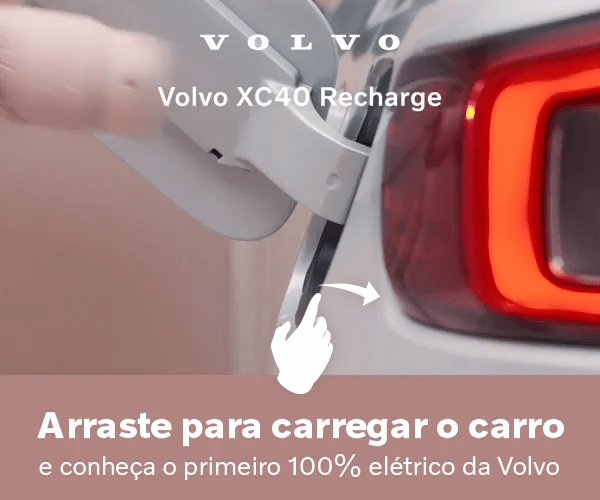 VOLVO
Volvo XC40 Recharge
Arraste para carregar o carro
e conheça o primeiro 100% elétrico da Volvo